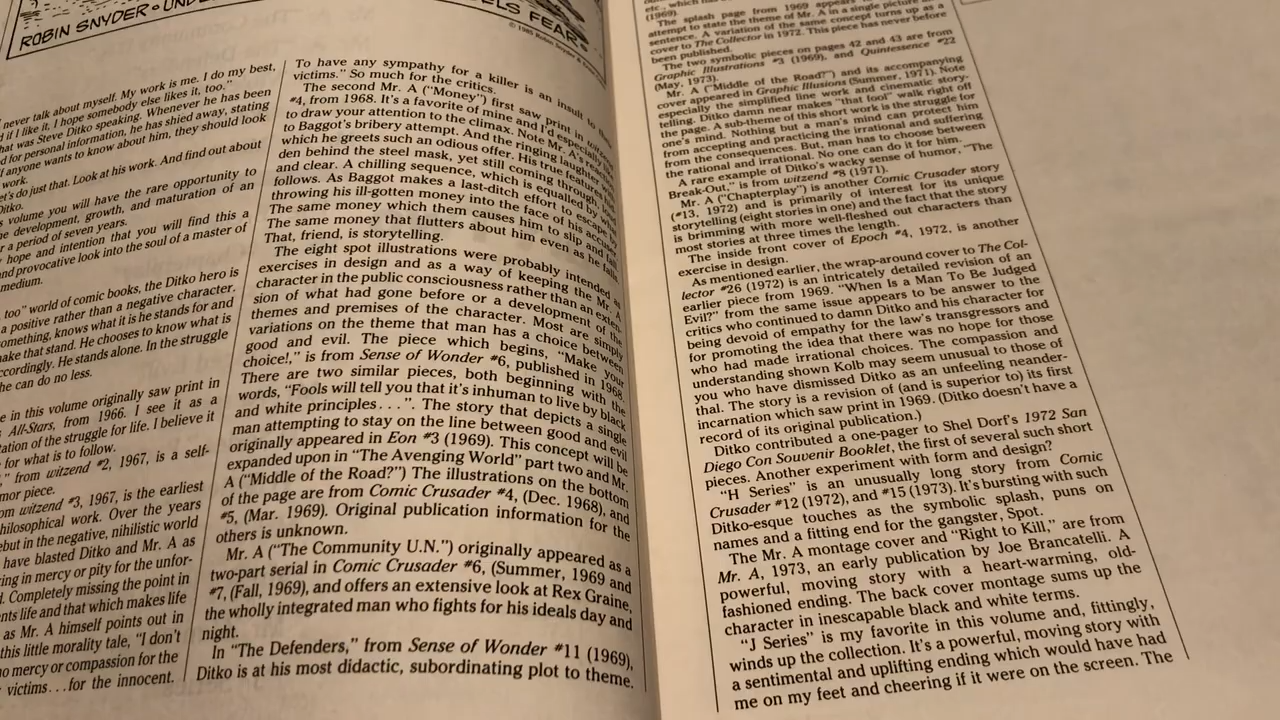 ROBIN SNYDER • UND
ELS FEAR.
© 1985 Robin Snyder &
never talk about myself. My work is me. I do my best,
d if I like it, I hope somebody else likes it, too."
hat was Steve Ditko speaking. Whenever he has been
d for personal information, he has shied away, stating
f anyone wants to know about him, they should look
work.
et's do just that. Look at his work. And find out about
Ditko.
s volume you will have the rare opportunity to
e development, growth, and maturation of an
r a period of seven years.
hope and intention that you will find this a
nd provocative look into the soul of a master of
medium.
too" world of comic books, the Ditko hero is
a positive rather than a negative character.
omething, knows what it is he stands for and
ake that stand. He chooses to know what is
ccordingly. He stands alone. In the struggle
he can do no less.
e in this volume originally saw print in
All-Stars, from 1966. I see it as a
ation of the struggle for life. I believe it
for what is to follow.
," from witzend #2, 1967, is a self-
mor piece.
om witzend #3, 1967, is the earliest
hilosophical work. Over the years
ebut in the negative, nihilistic world
have blasted Ditko and Mr. A as
ing in mercy or pity for the unfor-
d. Completely missing the point in
nts life and that which makes life
as Mr. A himself points out in
this little morality tale, "I don't
no mercy or compassion for the
victims...for the innocent.
To have any sympathy for a killer is an insult to the
victims." So much for the critics.
The second Mr. A ("Money") first saw print in witzend
#4, from 1968. It's a favorite of mine and I'd especially like
to draw your attention to the climax. Note Mr. A's reaction
to Baggot's bribery attempt. And the ringing laughter with
which he greets such an odious offer. His true features hid-
den behind the steel mask, yet still coming through, loud
and clear. A chilling sequence, which is equalled by what
follows. As Baggot makes a last-ditch effort to escape by
throwing his ill-gotten money into the face of his accuser.
The same money which them causes him to slip and fall.
The same money that flutters about him even as he falls.
That, friend, is storytelling.
The eight spot illustrations were probably intended as
exercises in design and as a way of keeping the Mr. A
character in the public consciousness rather than an exten-
sion of what had gone before or a development of the
themes and premises of the character. Most are simply
variations on the theme that man has a choice between
good and evil. The piece which begins, "Make your
choice!," is from Sense of Wonder #6, published in 1968.
There are two similar pieces, both beginning with the
words, "Fools will tell you that it's inhuman to live by black
and white principles...". The story that depicts a single
man attempting to stay on the line between good and evil
originally appeared in Eon #3 (1969). This concept will be
expanded upon in "The Avenging World" part two and Mr.
A ("Middle of the Road?") The illustrations on the bottom
of the page are from Comic Crusader #4, (Dec. 1968), and
#5, (Mar. 1969). Original publication information for the
others is unknown.
Mr. A ("The Community U.N.") originally appeared as a
two-part serial in Comic Crusader #6, (Summer, 1969 and
#7, (Fall, 1969), and offers an extensive look at Rex Graine,
the wholly integrated man who fights for his ideals day and
night.
In "The Defenders," from Sense of Wonder #11 (1969),
Ditko is at his most didactic, subordinating plot to theme.
(1969).
The splash page from 1969 appears
attempt to state the theme of Mr. A in a single picture
sentence. A variation of the same concept turns up as a
cover to The Collector in 1972. This piece has never before
been published.
The two symbolic pieces on pages 42 and 43 are from
Graphic Illustrations #3 (1969), and Quintessence #22
(May, 1973).
Mr. A ("Middle of the Road?") and its accompanying
cover appeared in Graphic Illusions (Summer, 1971). Note
especially the simplified line work and cinematic story-
telling. Ditko damn near makes "that fool" walk right off
the page. A sub-theme of this short work is the struggle for
one's mind. Nothing but a man's mind can protect him
from accepting and practicing the irrational and suffering
from the consequences. But, man has to choose between
the rational and irrational. No one can do it for him.
A rare example of Ditko's wacky sense of humor, "The
Break-Out," is from witzend #8 (1971).
Mr. A ("Chapterplay") is another Comic Crusader story
(#13, 1972) and is primarily of interest for its unique
storytelling (eight stories in one) and the fact that the story
is brimming with more well-fleshed out characters than
most stories at three times the length.
The inside front cover of Epoch #4, 1972, is another
exercise in design.
As mentioned earlier, the wrap-around cover to The Col-
lector #26 (1972) is an intricately detailed revision of an
earlier piece from 1969. "When Is a Man To Be Judged
Evil?" from the same issue appears to be the answer to the
critics who continued to damn Ditko and his character for
being devoid of empathy for the law's transgressors and
for promoting the idea that there was no hope for those
who had made irrational choices. The compassion and
understanding shown Kolb may seem unusual to those of
you who have dismissed Ditko as an unfeeling neander-
thal. The story is a revision of (and is superior to) its first
incarnation which saw print in 1969. (Ditko doesn't have a
record of its original publication.)
Ditko contributed a one-pager to Shel Dorf's 1972 San
Diego Con Souvenir Booklet, the first of several such short
pieces. Another experiment with form and design?
"H Series" is an unusually long story from Comic
Crusader #12 (1972), and #15 (1973). It's bursting with such
Ditko-esque touches as the symbolic splash, puns on
names and a fitting end for the gangster, Spot.
The Mr. A montage cover and "Right to Kill," are from
Mr. A, 1973, an early publication by Joe Brancatelli. A
powerful, moving story with a heart-warming, old-
fashioned ending. The back cover montage sums up the
character in inescapable black and white terms.
"J Series" is my favorite in this volume and, fittingly,
winds up the collection. It's a powerful, moving story with
a sentimental and uplifting ending which would have had
me on my feet and cheering if it were on the screen. The